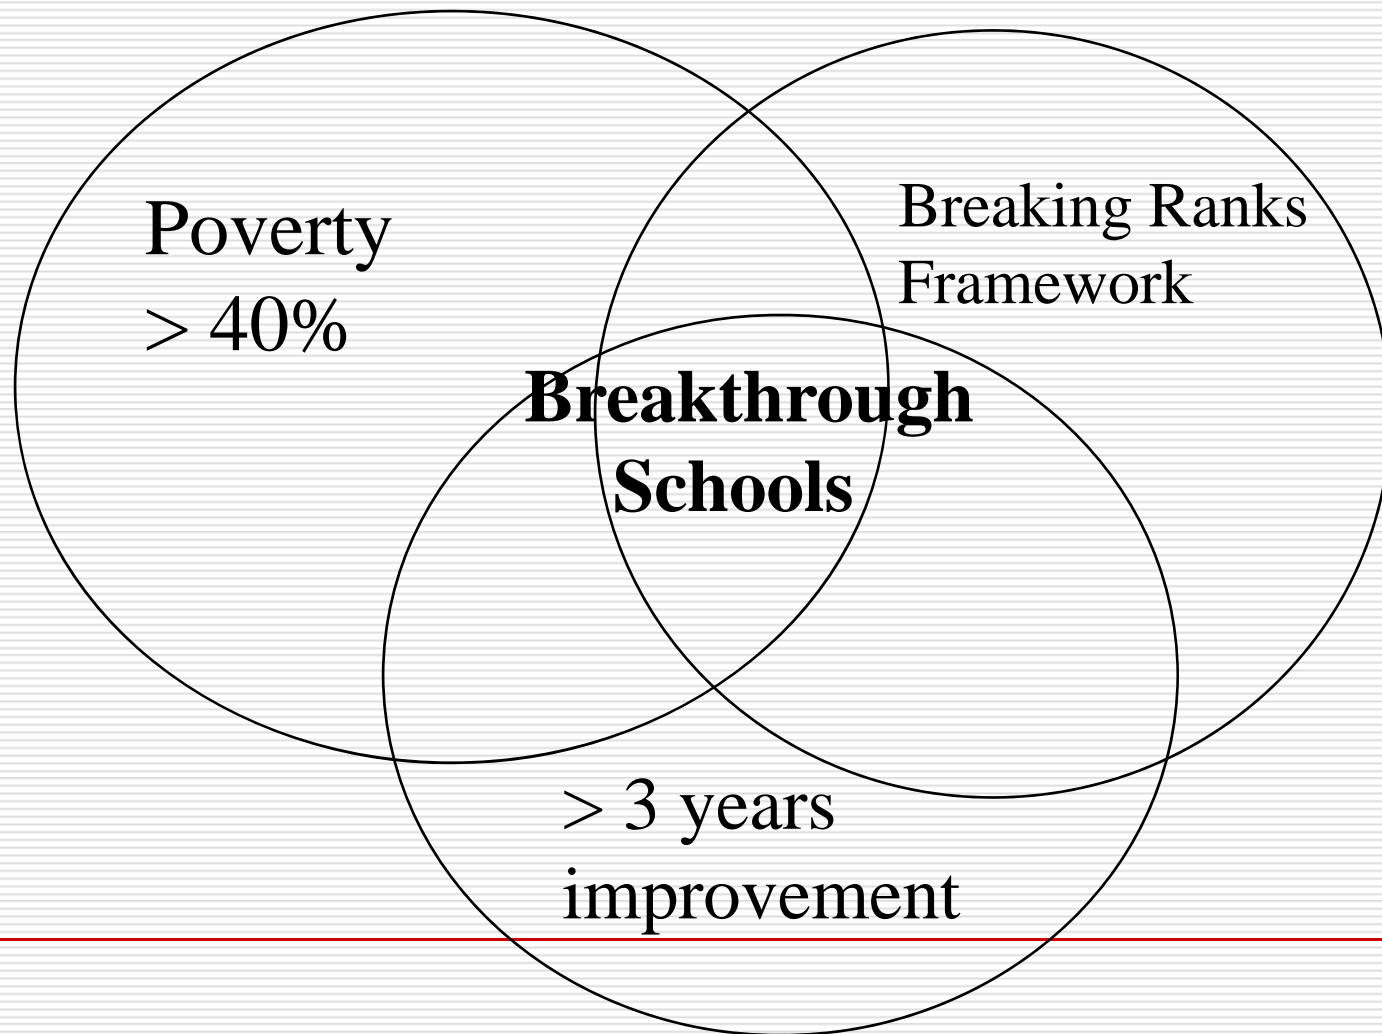 Poverty
> 40%
Breaking Ranks
Framework
Breakthrough
Schools
> 3 years
improvement